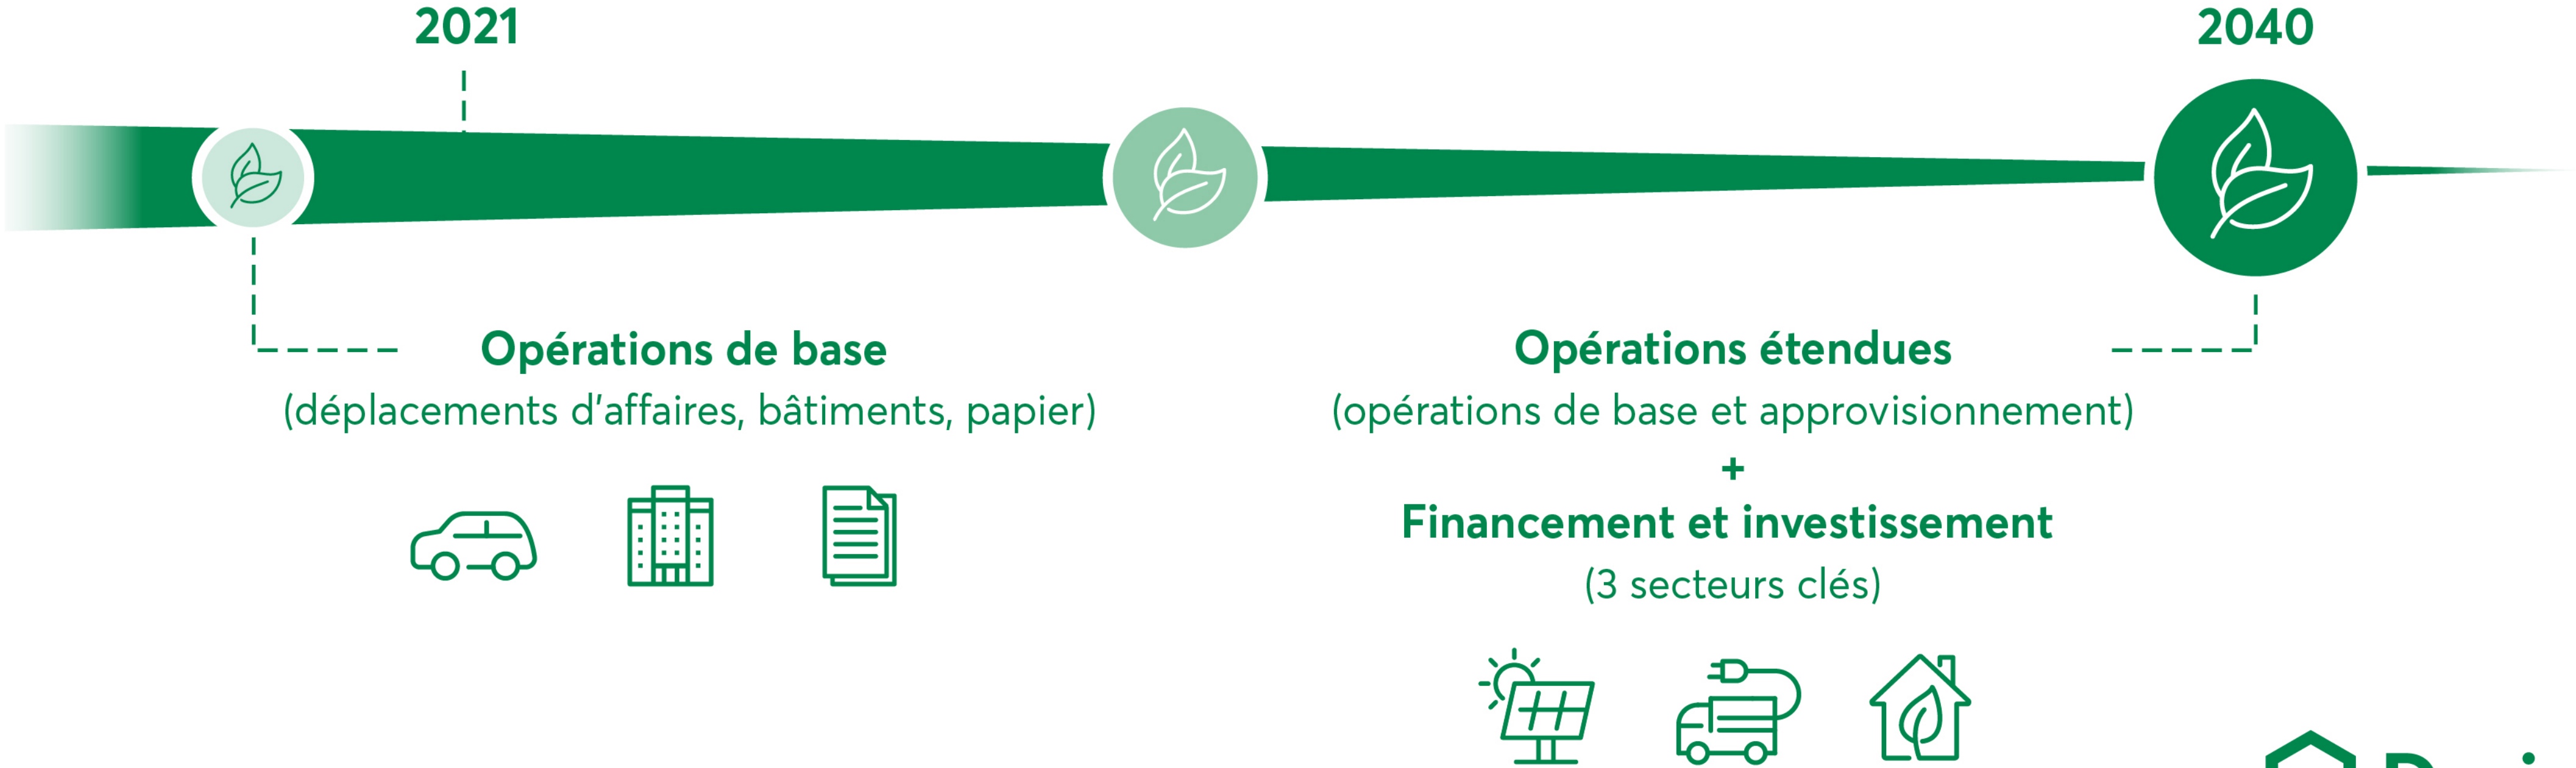 2021
2040
Opérations de base
(déplacements d'affaires, bâtiments, papier)
Opérations étendues
(opérations de base et approvisionnement)
+
Financement et investissement
(3 secteurs clés)